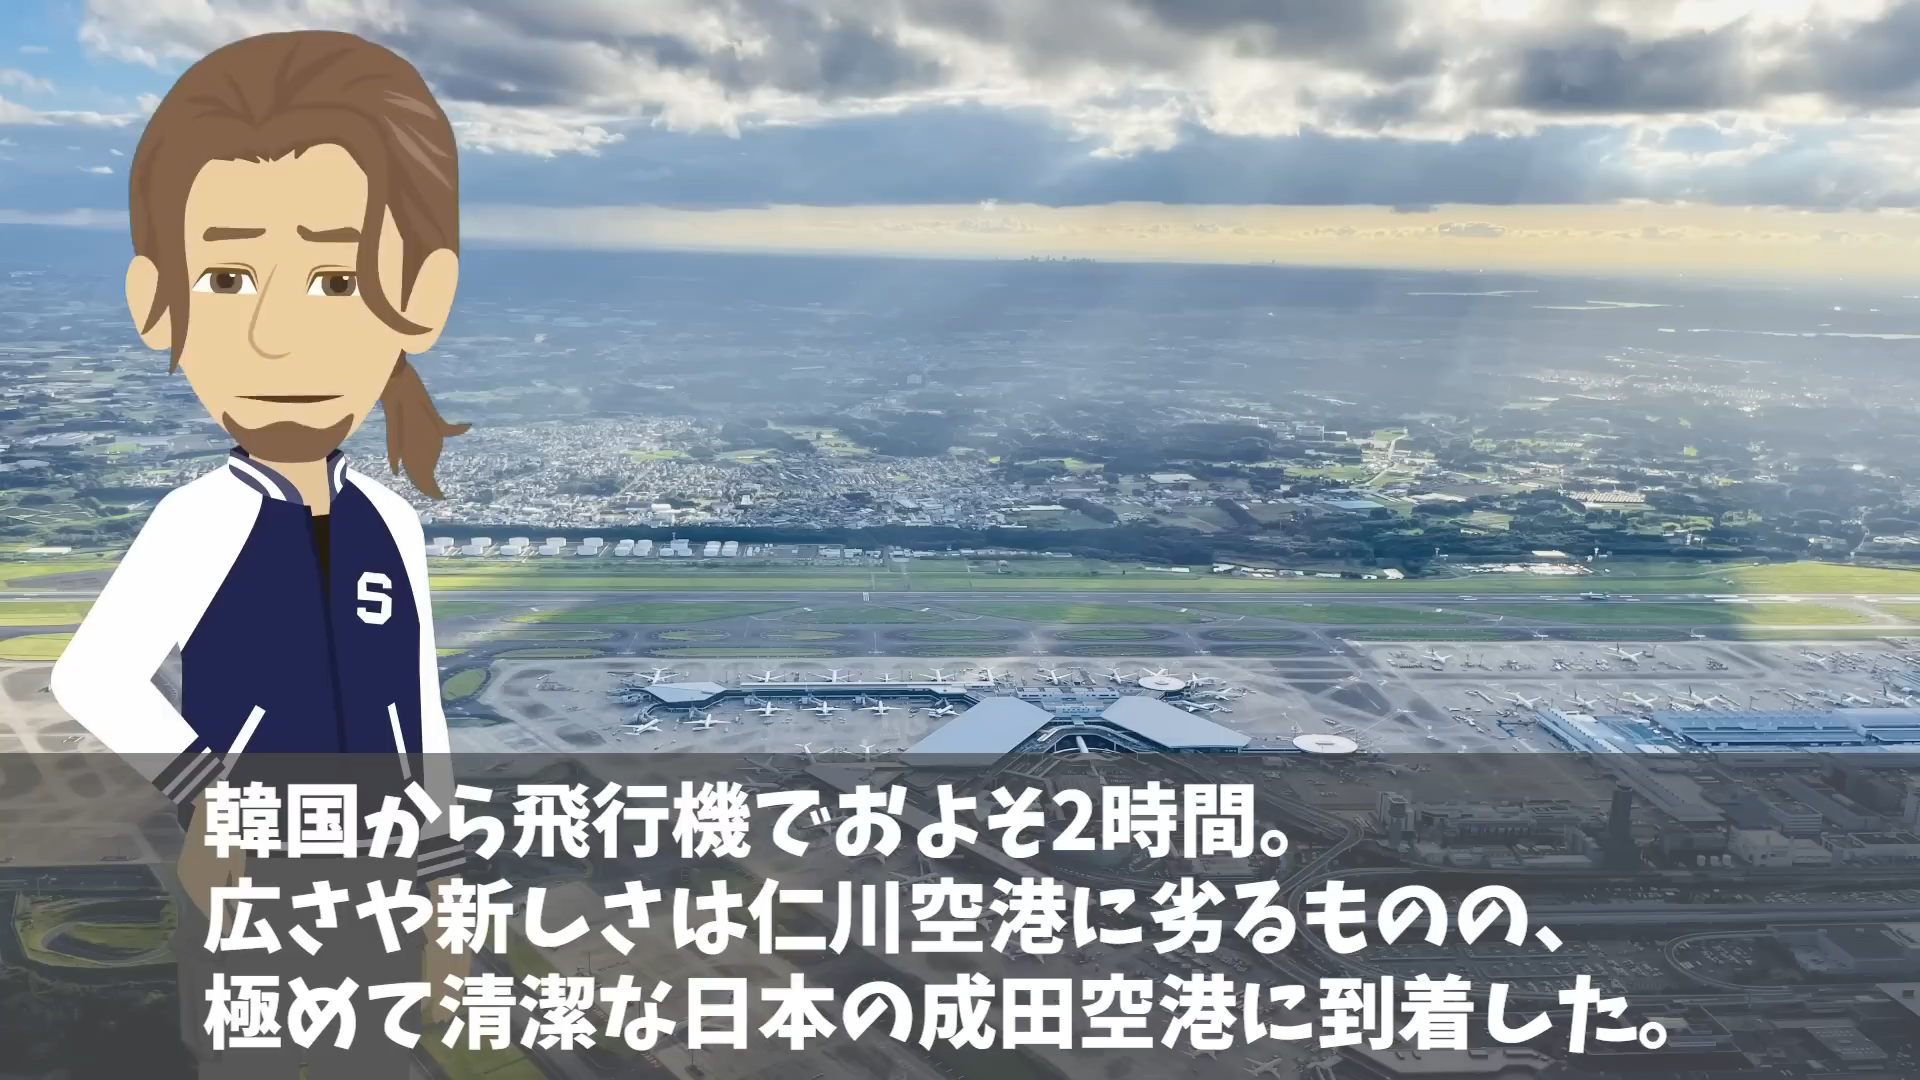 S
韓国から飛行機でおよそ2時間。
広さや新しさは仁川空港に劣るものの、
極めて清潔な日本の成田空港に到着した。